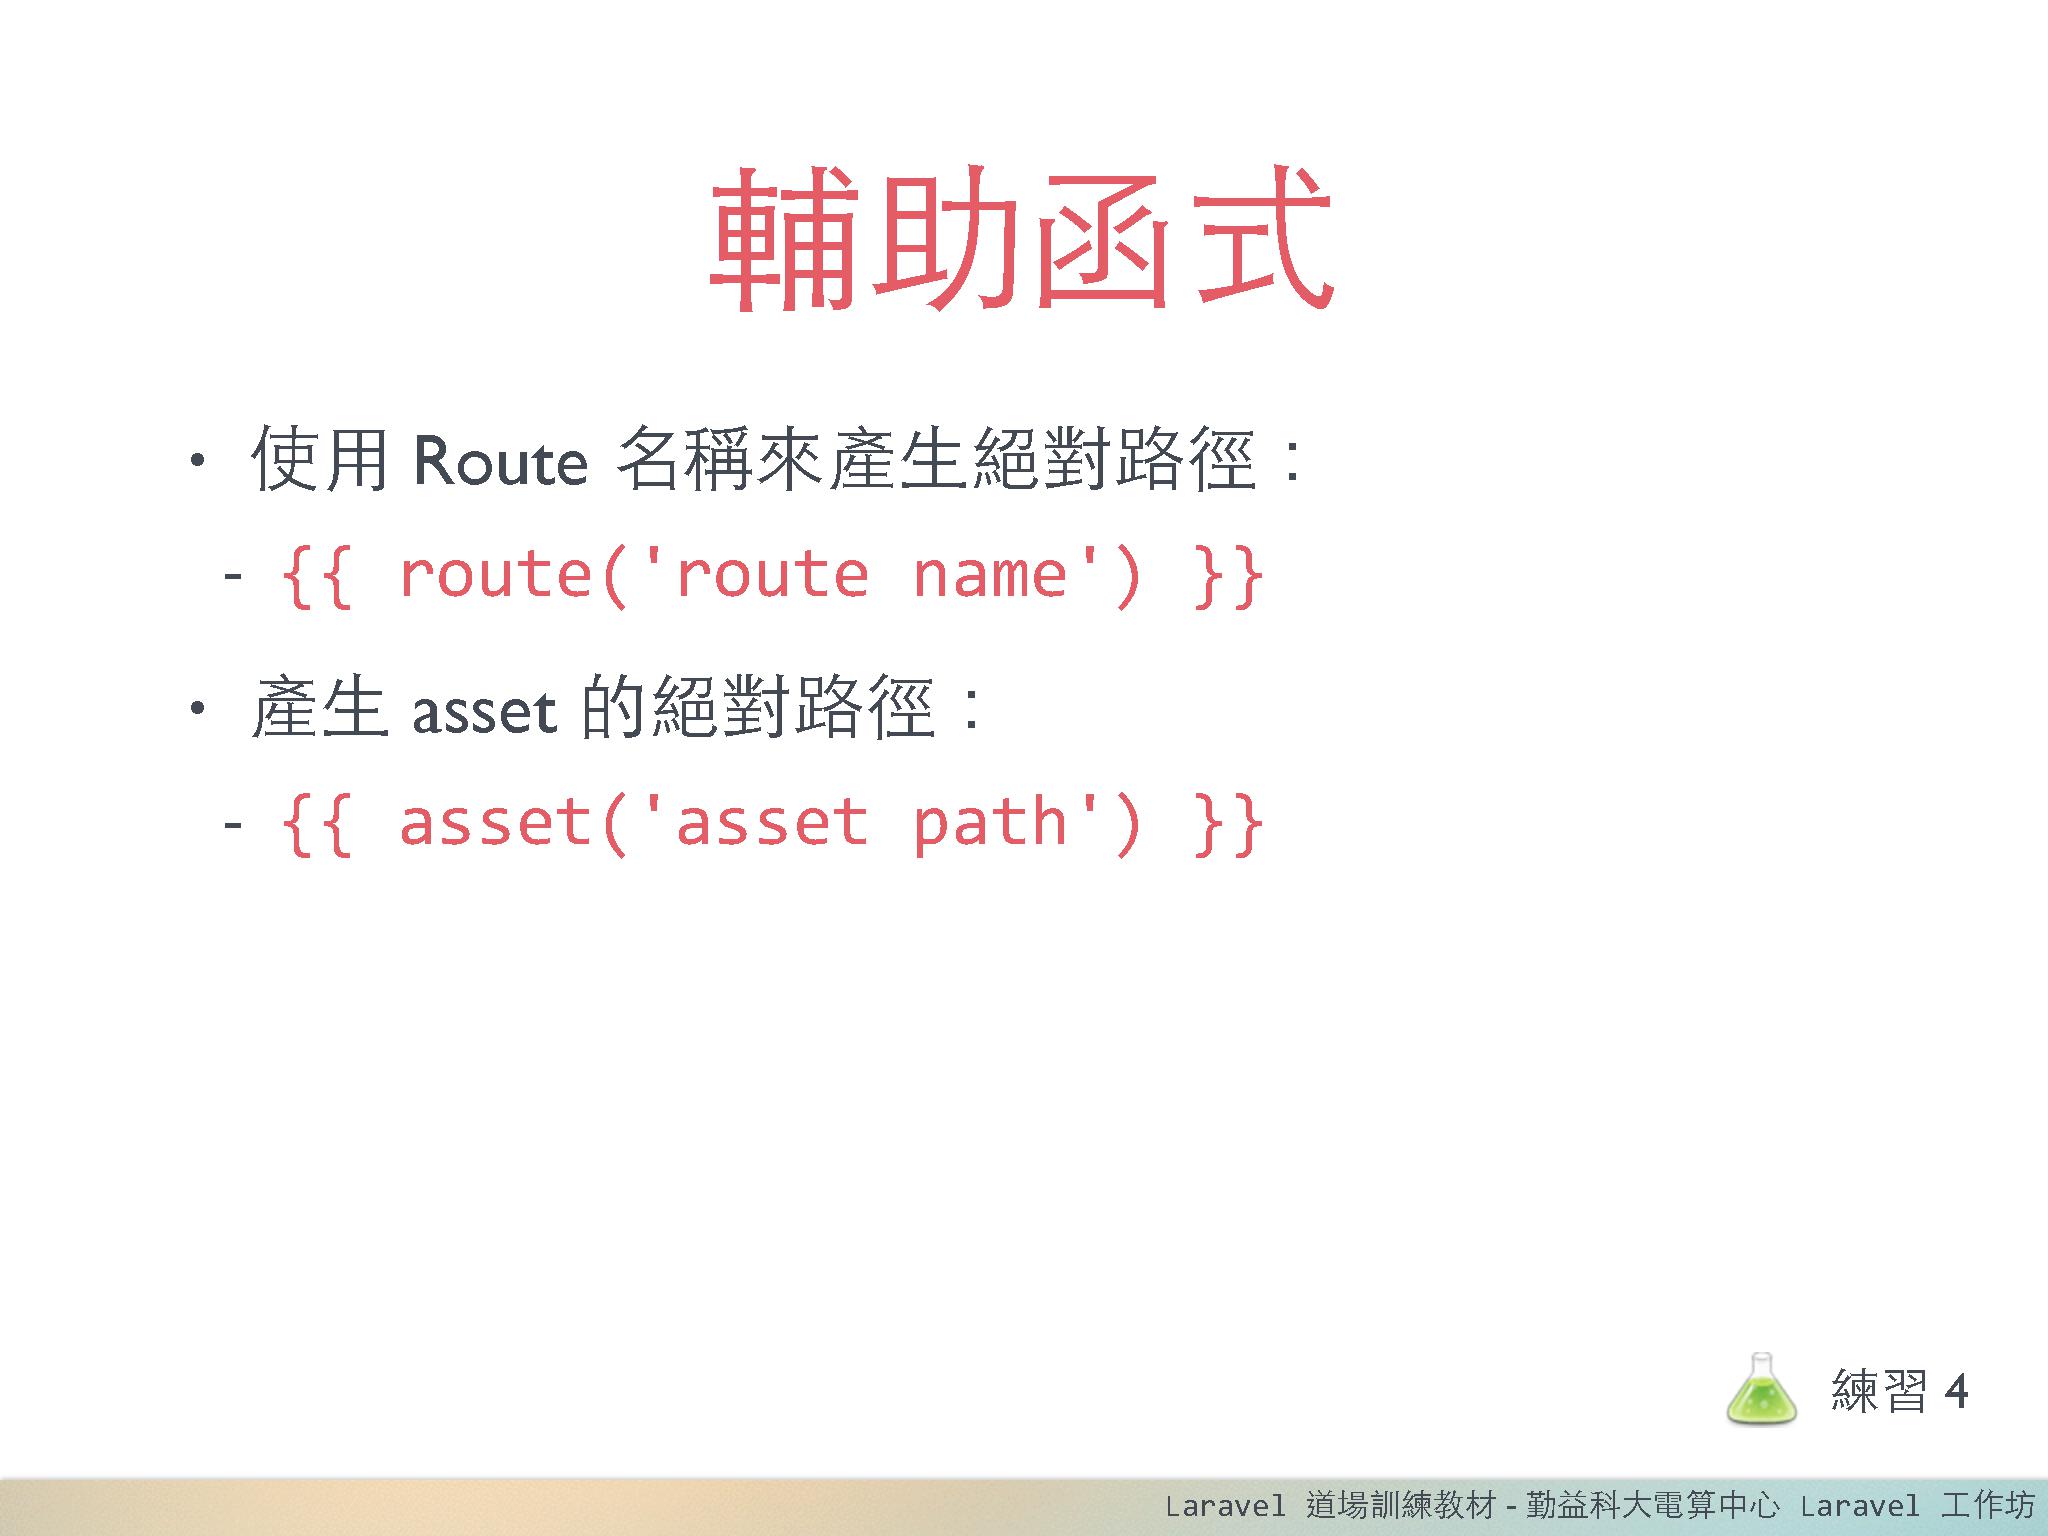 輔助函式
• 使用 Route 名稱來產生絕對路徑：
- {{ route('route name') }}
• 產生 asset 的絕對路徑：
- {{ asset('asset path') }}
練習 4
Laravel 道場訓練教材 - 勤益科大電算中心 Laravel 工作坊